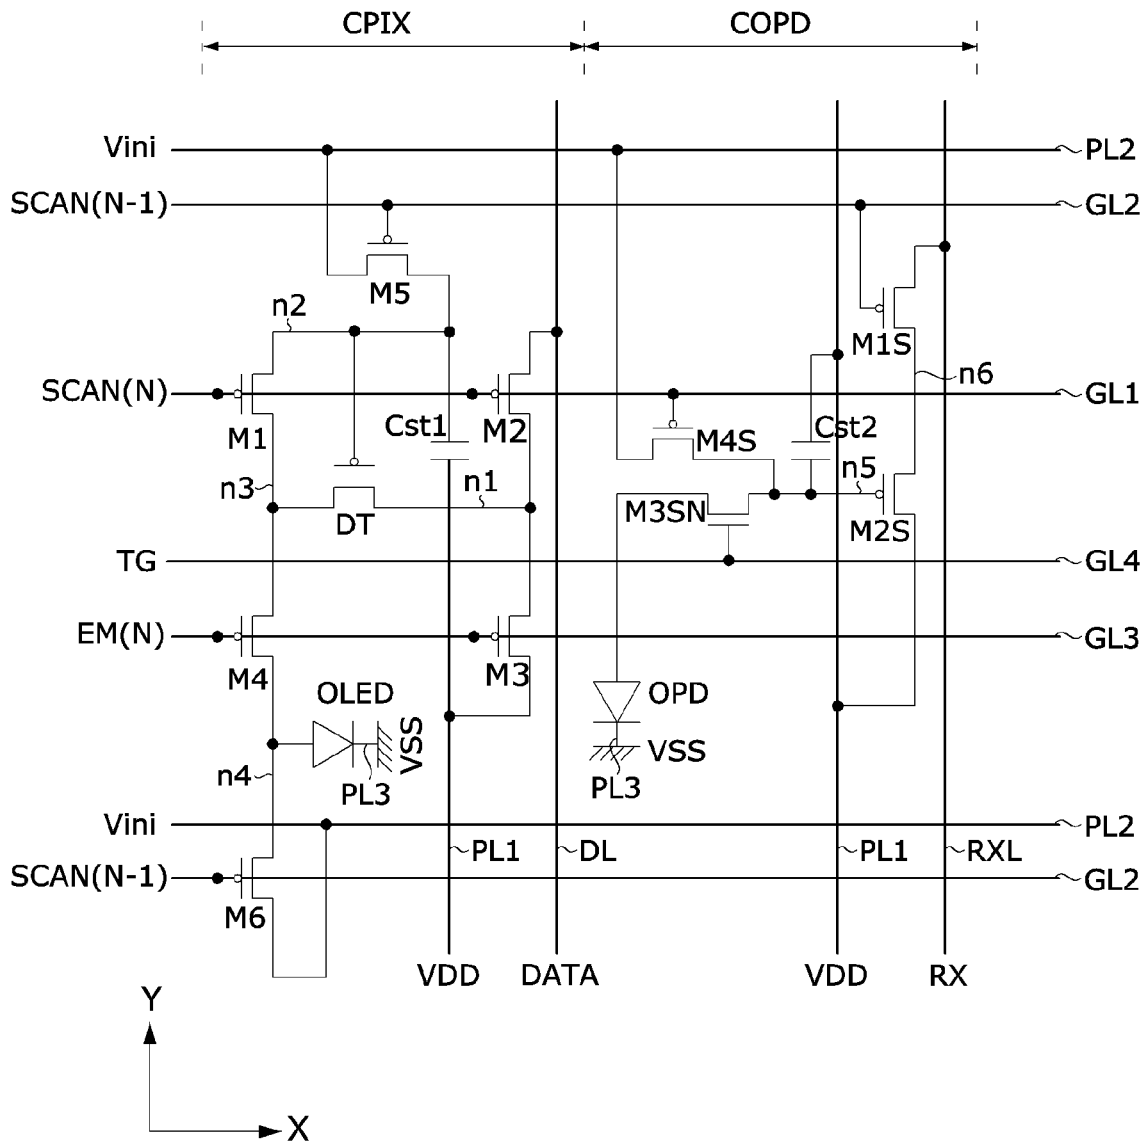 CPIX COPD
Vini PL2
SCAN(N-1) GL2
M5
n2
M1S
n6
SCAN(N) GL1
M1 Cst1 M2 M4S Cst2
n3 n1 n5
DT M3SN M2S
TG GL4
EM(N) GL3
M4 M3
OLED OPD
VSS VSS
n4 PL3 PL3
Vini PL2
PL1 DL PL1 RXL
SCAN(N-1) GL2
M6
VDD DATA VDD RX
Y
X